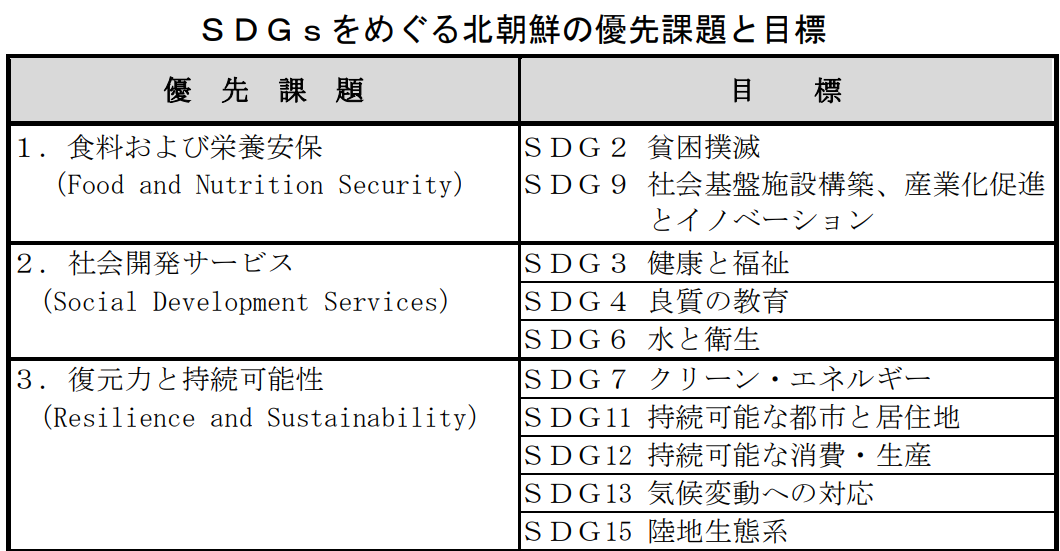 ＳＤＧｓをめぐる北朝鮮の優先課題と目標
優　先　課　題
目　　標
１．食料および栄養安保
(Food and Nutrition Security)
ＳＤＧ２ 貧困撲滅
ＳＤＧ９ 社会基盤施設構築、産業化促進
とイノベーション
２．社会開発サービス
(Social Development Services)
ＳＤＧ３ 健康と福祉
ＳＤＧ４ 良質の教育
ＳＤＧ６ 水と衛生
３．復元力と持続可能性
(Resilience and Sustainability)
ＳＤＧ７ クリーン・エネルギー
ＳＤＧ11 持続可能な都市と居住地
ＳＤＧ12 持続可能な消費・生産
ＳＤＧ13 気候変動への対応
ＳＤＧ15 陸地生態系